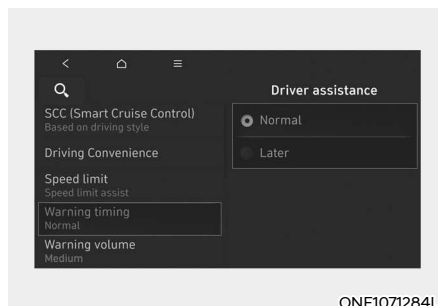 Driver assistance
SCC (Smart Cruise Control)
Based on driving style
Driving Convenience
Speed limit
Speed limit assist
Warning timing
Normal
Warning volume
Medium
Normal
Later
ONE1071284L